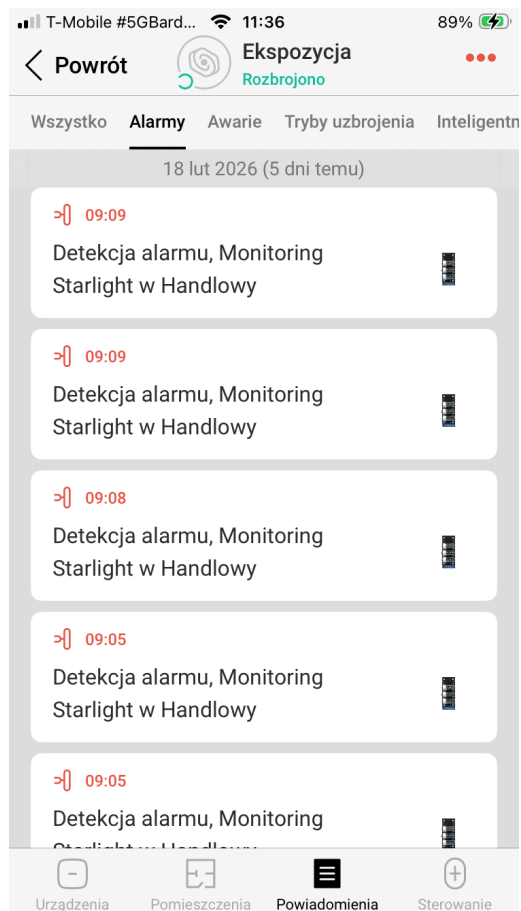 T-Mobile #5GBard... 11:36 89%
Powrót
Ekspozycja
Rozbrojono
Wszystko Alarmy Awarie Tryby uzbrojenia Inteligentn
18 lut 2026 (5 dni temu)
09:09
Detekcja alarmu, Monitoring
Starlight w Handlowy
09:09
Detekcja alarmu, Monitoring
Starlight w Handlowy
09:08
Detekcja alarmu, Monitoring
Starlight w Handlowy
09:05
Detekcja alarmu, Monitoring
Starlight w Handlowy
09:05
Detekcja alarmu, Monitoring
Starlight w Handlowy
Urządzenia Pomieszczenia Powiadomienia Sterowanie